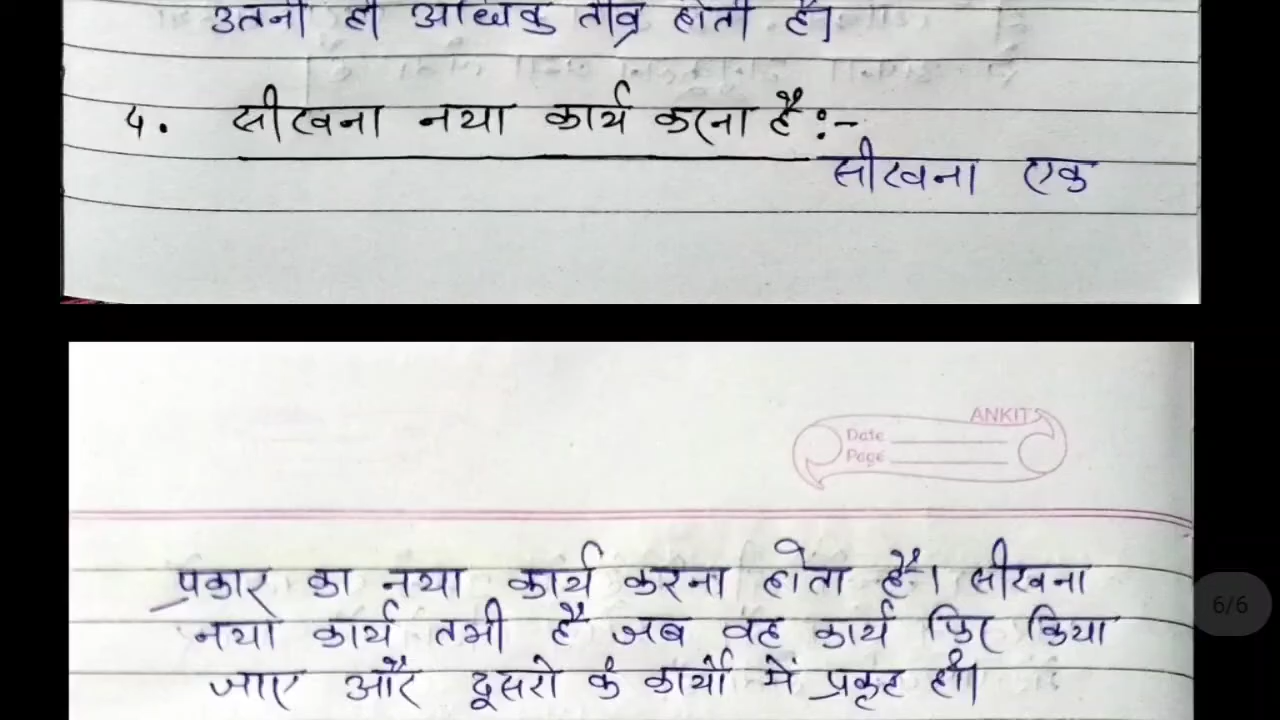 उतनी ही अधिक तीव्र होती है।
4. सीखना नया कार्य करना है :-
सीखना एक
ANKIT
Date
Page
प्रकार का नया कार्य करना होता है। सीखना
6/6
नया कार्य तभी है जब वह कार्य फिर किया
जाए और दूसरो के कार्यो में प्रकृट हो।